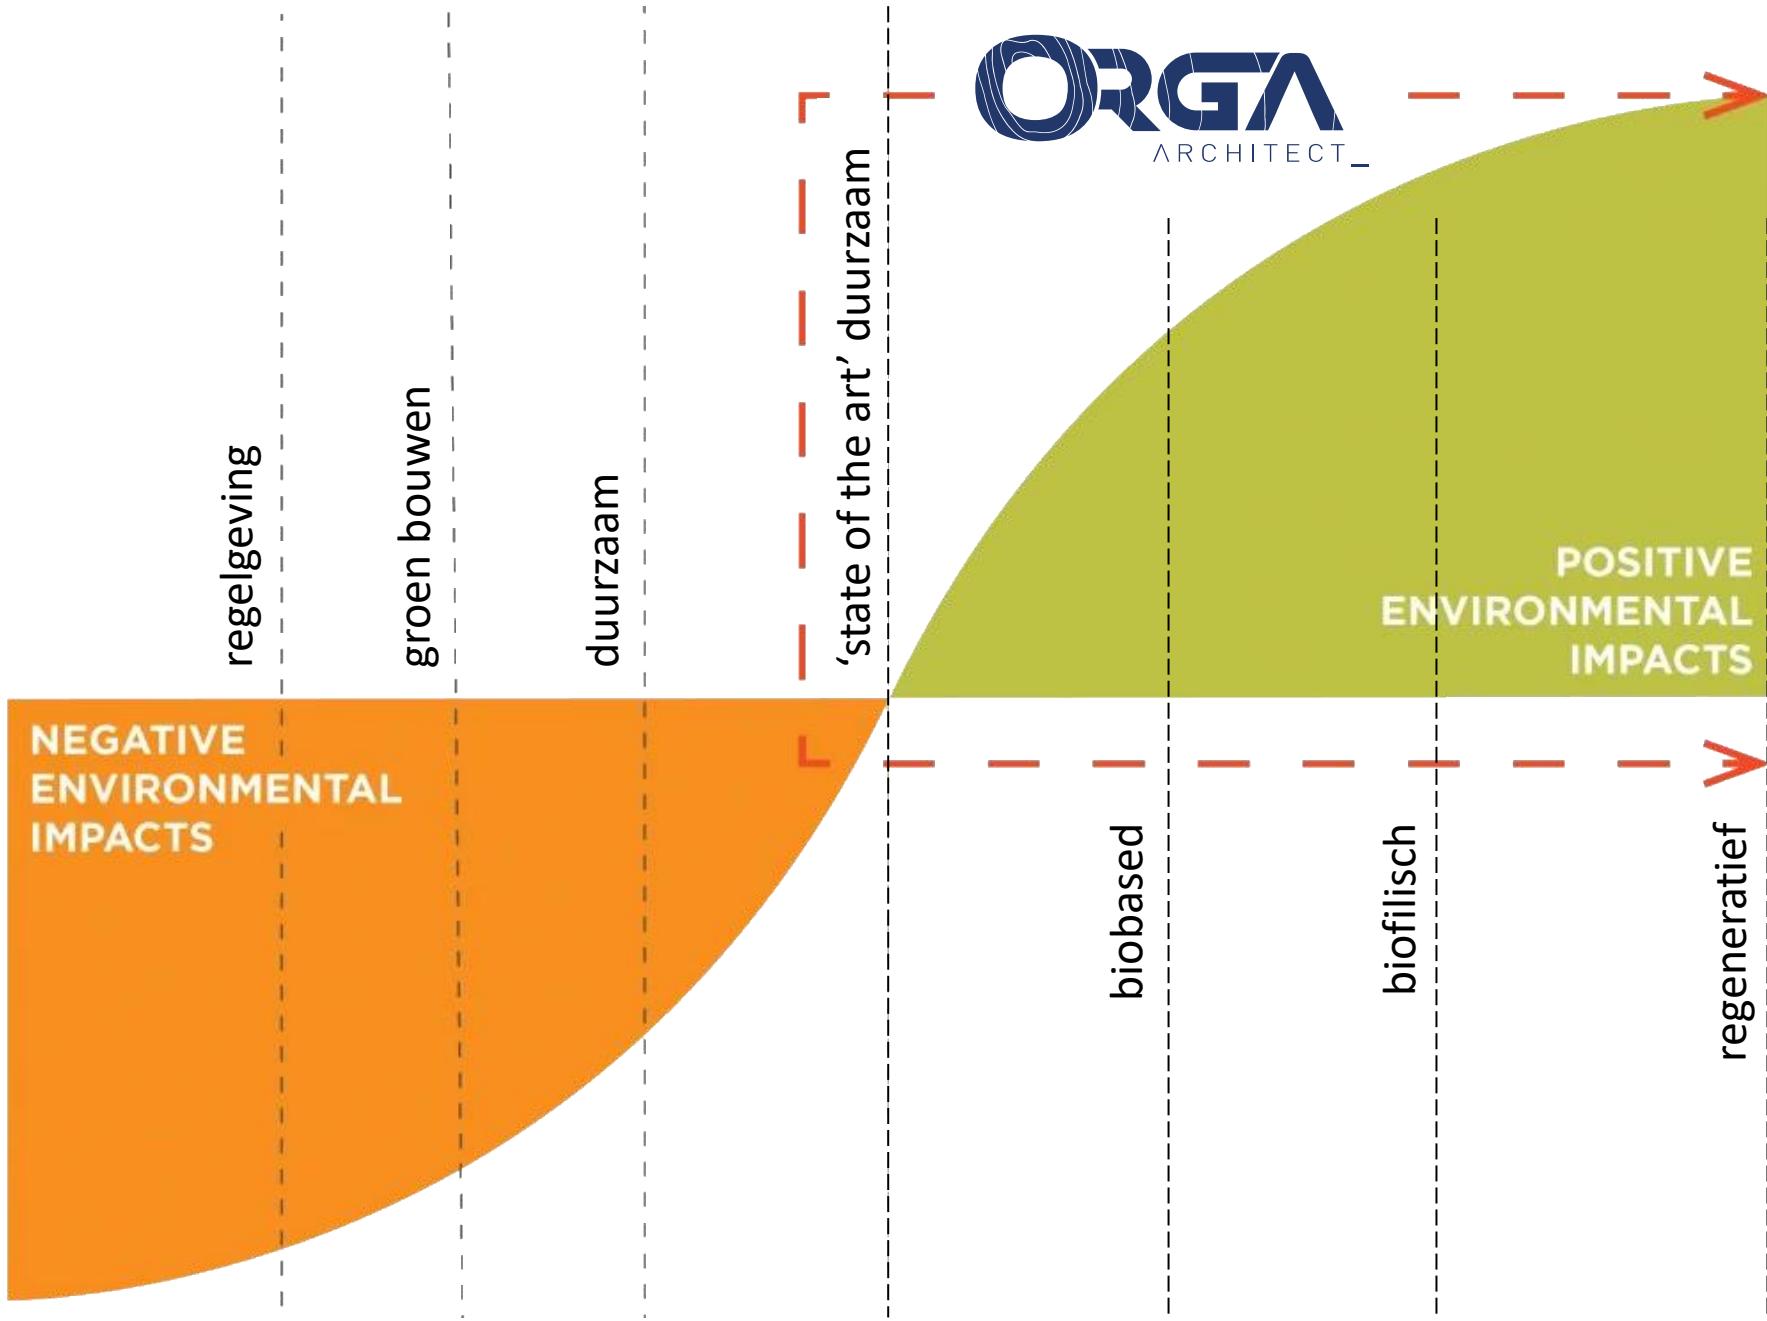 ORGA
ARCHITECT_
regelgeving
groen bouwen
duurzaam
‘state of the art’ duurzaam
POSITIVE
ENVIRONMENTAL
IMPACTS
NEGATIVE
ENVIRONMENTAL
IMPACTS
biobased
biofilisch
regeneratief